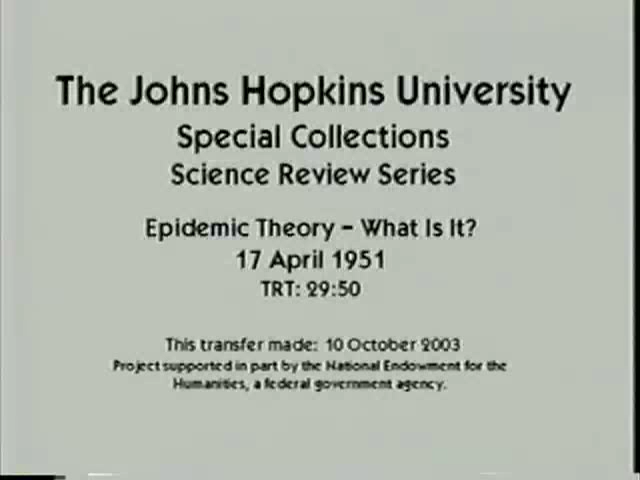 The Johns Hopkins University
Special Collections
Science Review Series
Epidemic Theory - What Is It?
17 April 1951
TRT: 29:50
This transfer made: 10 October 2003
Project supported in part by the National Endowment for the
Humanities, a federal government agency.